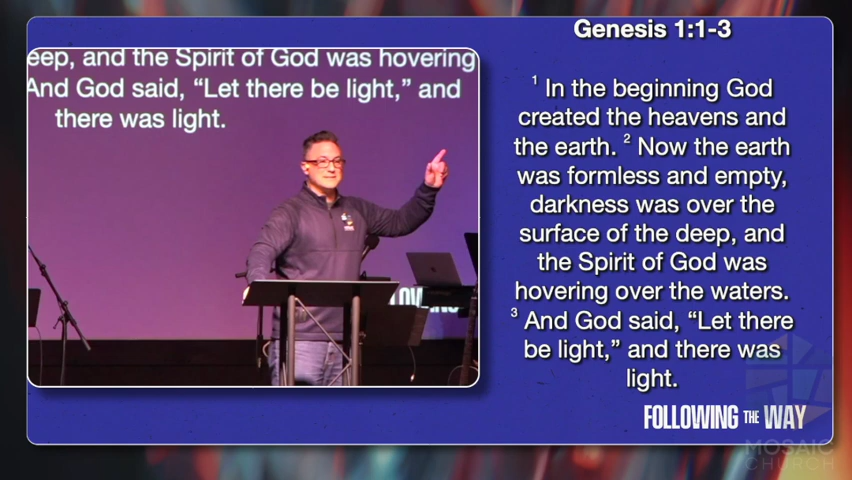 eep, and the Spirit of God was hovering
And God said, “Let there be light,” and
there was light.
Genesis 1:1-3
1 In the beginning God
created the heavens and
the earth. 2 Now the earth
was formless and empty,
darkness was over the
surface of the deep, and
the Spirit of God was
hovering over the waters.
3 And God said, “Let there
be light,” and there was
light.
FOLLOWING THE WAY
MOSAIC
CHURCH